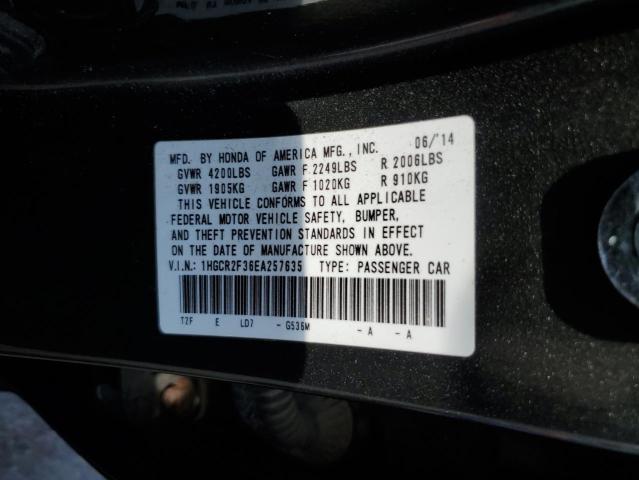 MFD. BY HONDA OF AMERICA MFG., INC. 06/'14
GVWR 4200LBS GAWR F 2249LBS R 2006LBS
GVWR 1905KG GAWR F 1020KG R 910KG
THIS VEHICLE CONFORMS TO ALL APPLICABLE
FEDERAL MOTOR VEHICLE SAFETY, BUMPER,
AND THEFT PREVENTION STANDARDS IN EFFECT
ON THE DATE OF MANUFACTURE SHOWN ABOVE.
V.I.N.: 1HGCR2F36EA257635 TYPE: PASSENGER CAR
T2F E LD7 - G536M - A - A